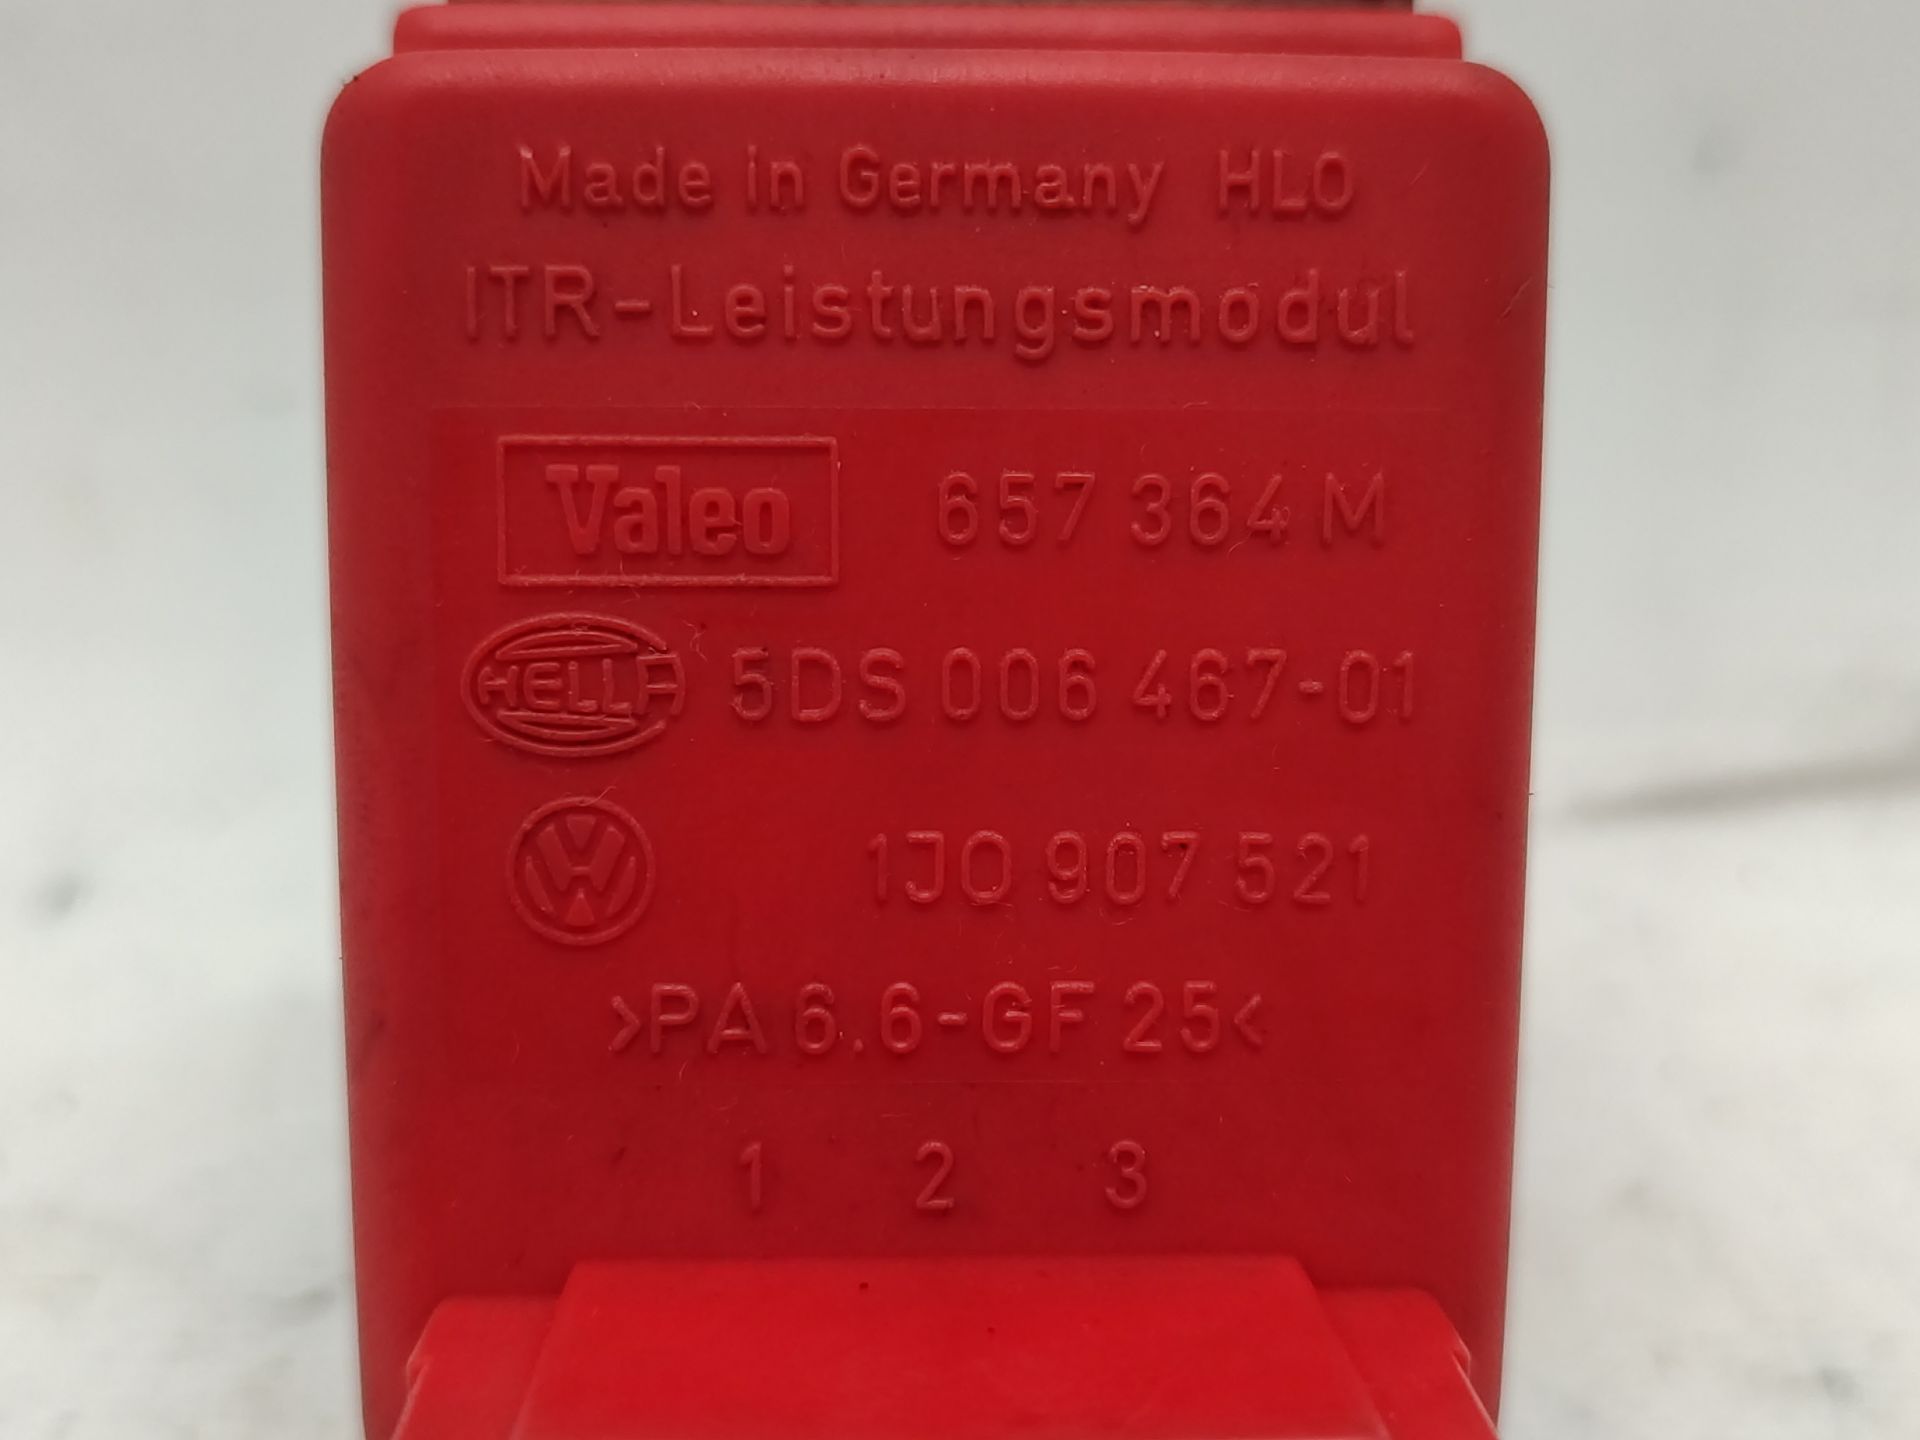 Made in Germany HLO
ITR-Leistungsmodul
Valeo 657 364 M
HELLA 5DS 006 467-01
VW 1J0 907 521
>PA 6.6-GF 25<
1 2 3